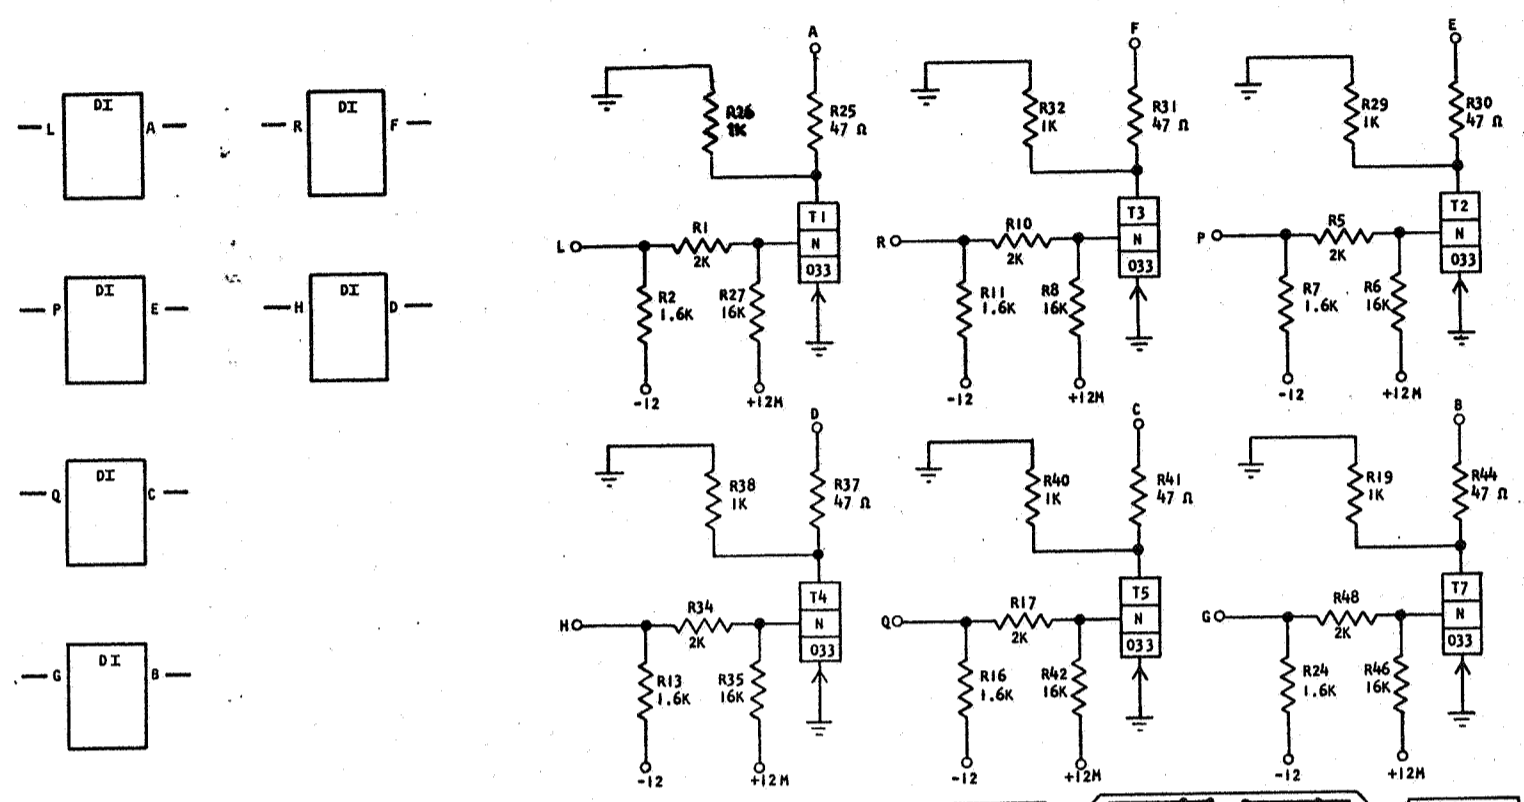 DI
L A
DI
R F
DI
P E
DI
H D
DI
Q C
DI
G B
A
R26
1K
R25
47 Ω
T1
N
033
L
R1
2K
R2
1.6K
R27
16K
-12
+12M
F
R32
1K
R31
47 Ω
T3
N
033
R
R10
2K
R11
1.6K
R8
16K
-12
+12M
E
R29
1K
R30
47 Ω
T2
N
033
P
R5
2K
R7
1.6K
R6
16K
-12
+12M
D
R38
1K
R37
47 Ω
T4
N
033
H
R34
2K
R13
1.6K
R35
16K
-12
+12M
C
R40
1K
R41
47 Ω
T5
N
033
Q
R17
2K
R16
1.6K
R42
16K
-12
+12M
B
R19
1K
R44
47 Ω
T7
N
033
G
R48
2K
R24
1.6K
R46
16K
-12
+12M